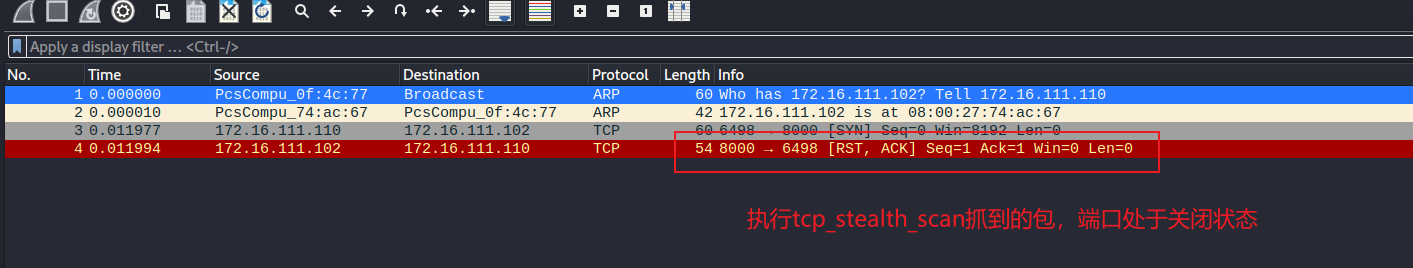 Apply a display filter … <Ctrl-/>
No. Time Source Destination Protocol Length Info
1 0.000000 PcsCompu_0f:4c:77 Broadcast ARP 60 Who has 172.16.111.102? Tell 172.16.111.110
2 0.000010 PcsCompu_74:ac:67 PcsCompu_0f:4c:77 ARP 42 172.16.111.102 is at 08:00:27:74:ac:67
3 0.011977 172.16.111.110 172.16.111.102 TCP 60 6498 → 8000 [SYN] Seq=0 Win=8192 Len=0
4 0.011994 172.16.111.102 172.16.111.110 TCP 54 8000 → 6498 [RST, ACK] Seq=1 Ack=1 Win=0 Len=0
执行tcp_stealth_scan抓到的包，端口处于关闭状态